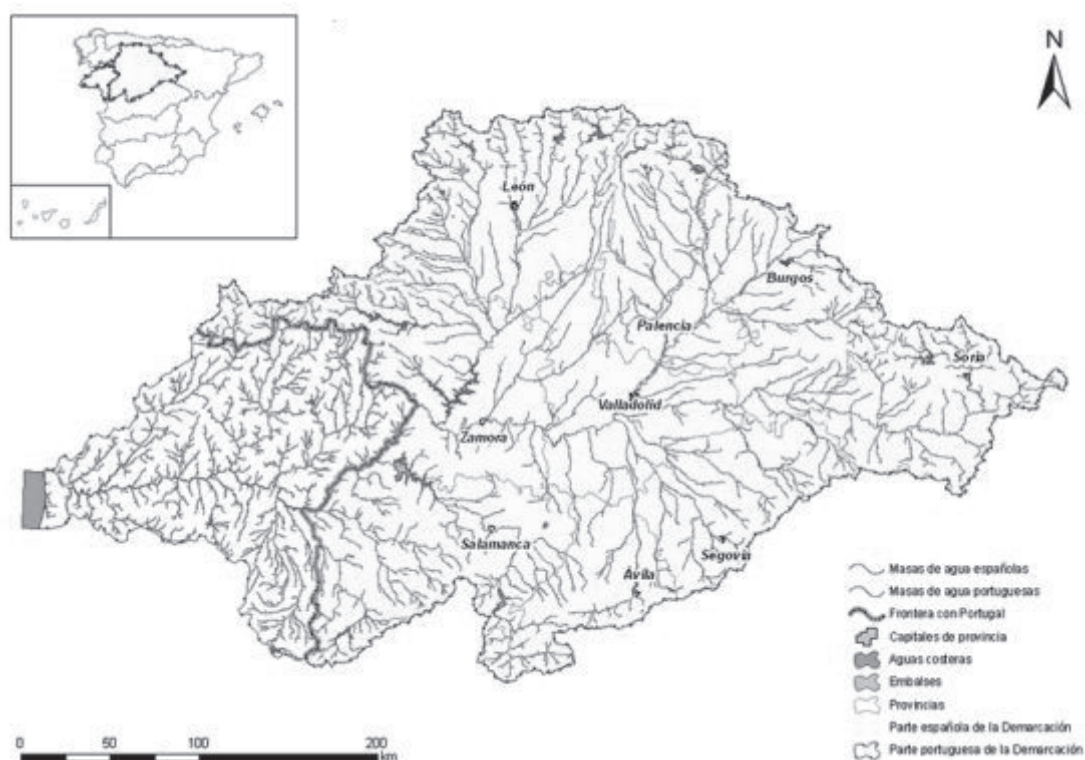 N
León
Burgos
Palencia
Soria
Valladolid
Zamora
Salamanca
Segovia
Ávila
Masas de agua españolas
Masas de agua portuguesas
Frontera con Portugal
Capitales de provincia
Aguas costeras
Embalses
Provincias
Parte española de la Demarcación
Parte portuguesa de la Demarcación
0 50 100 200
km